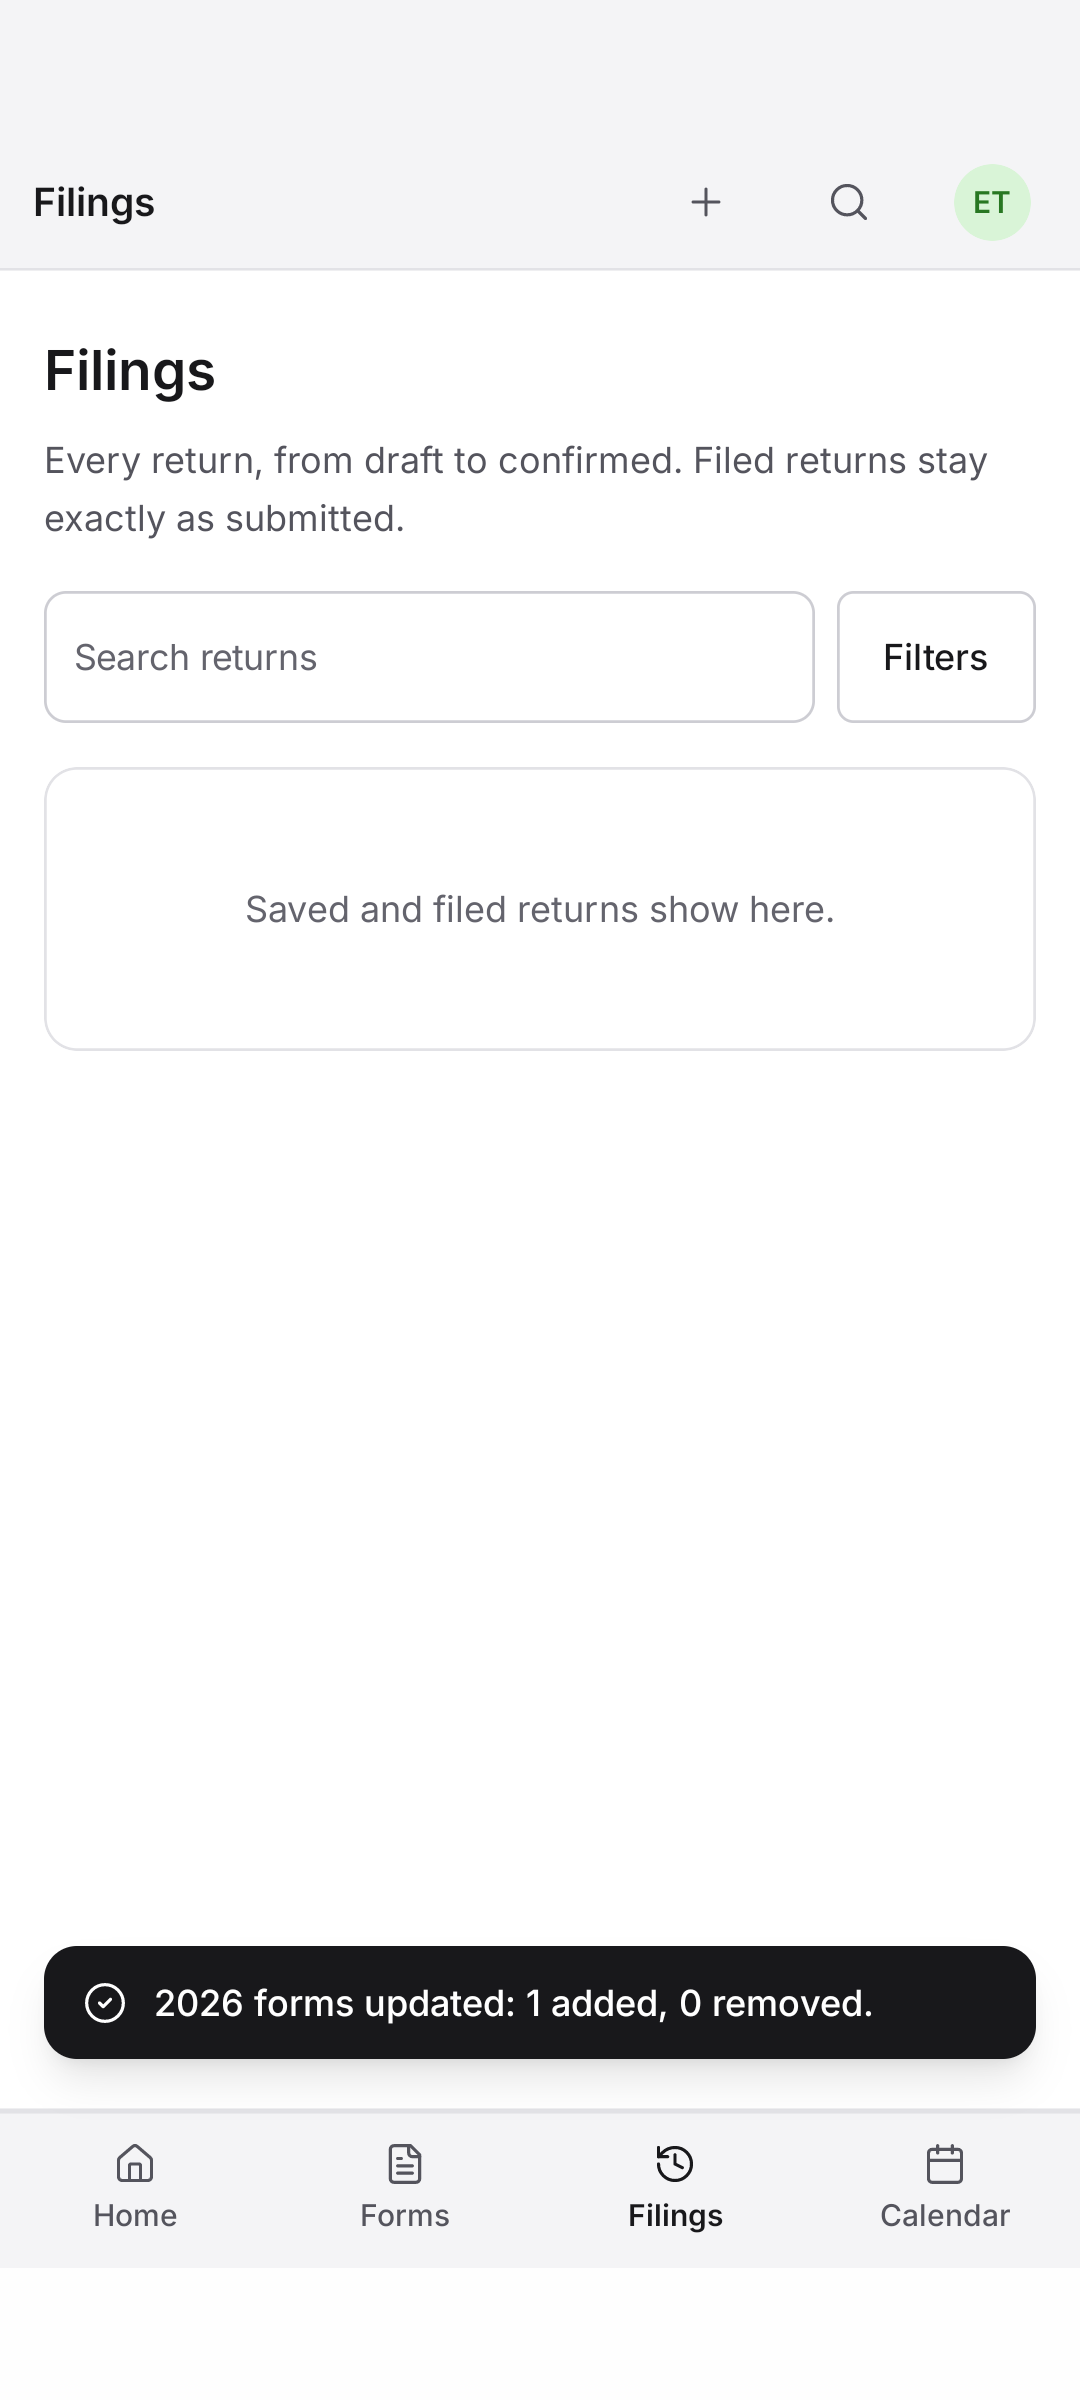 Filings
ET
Filings
Every return, from draft to confirmed. Filed returns stay
exactly as submitted.
Search returns
Filters
Saved and filed returns show here.
2026 forms updated: 1 added, 0 removed.
Home
Forms
Filings
Calendar